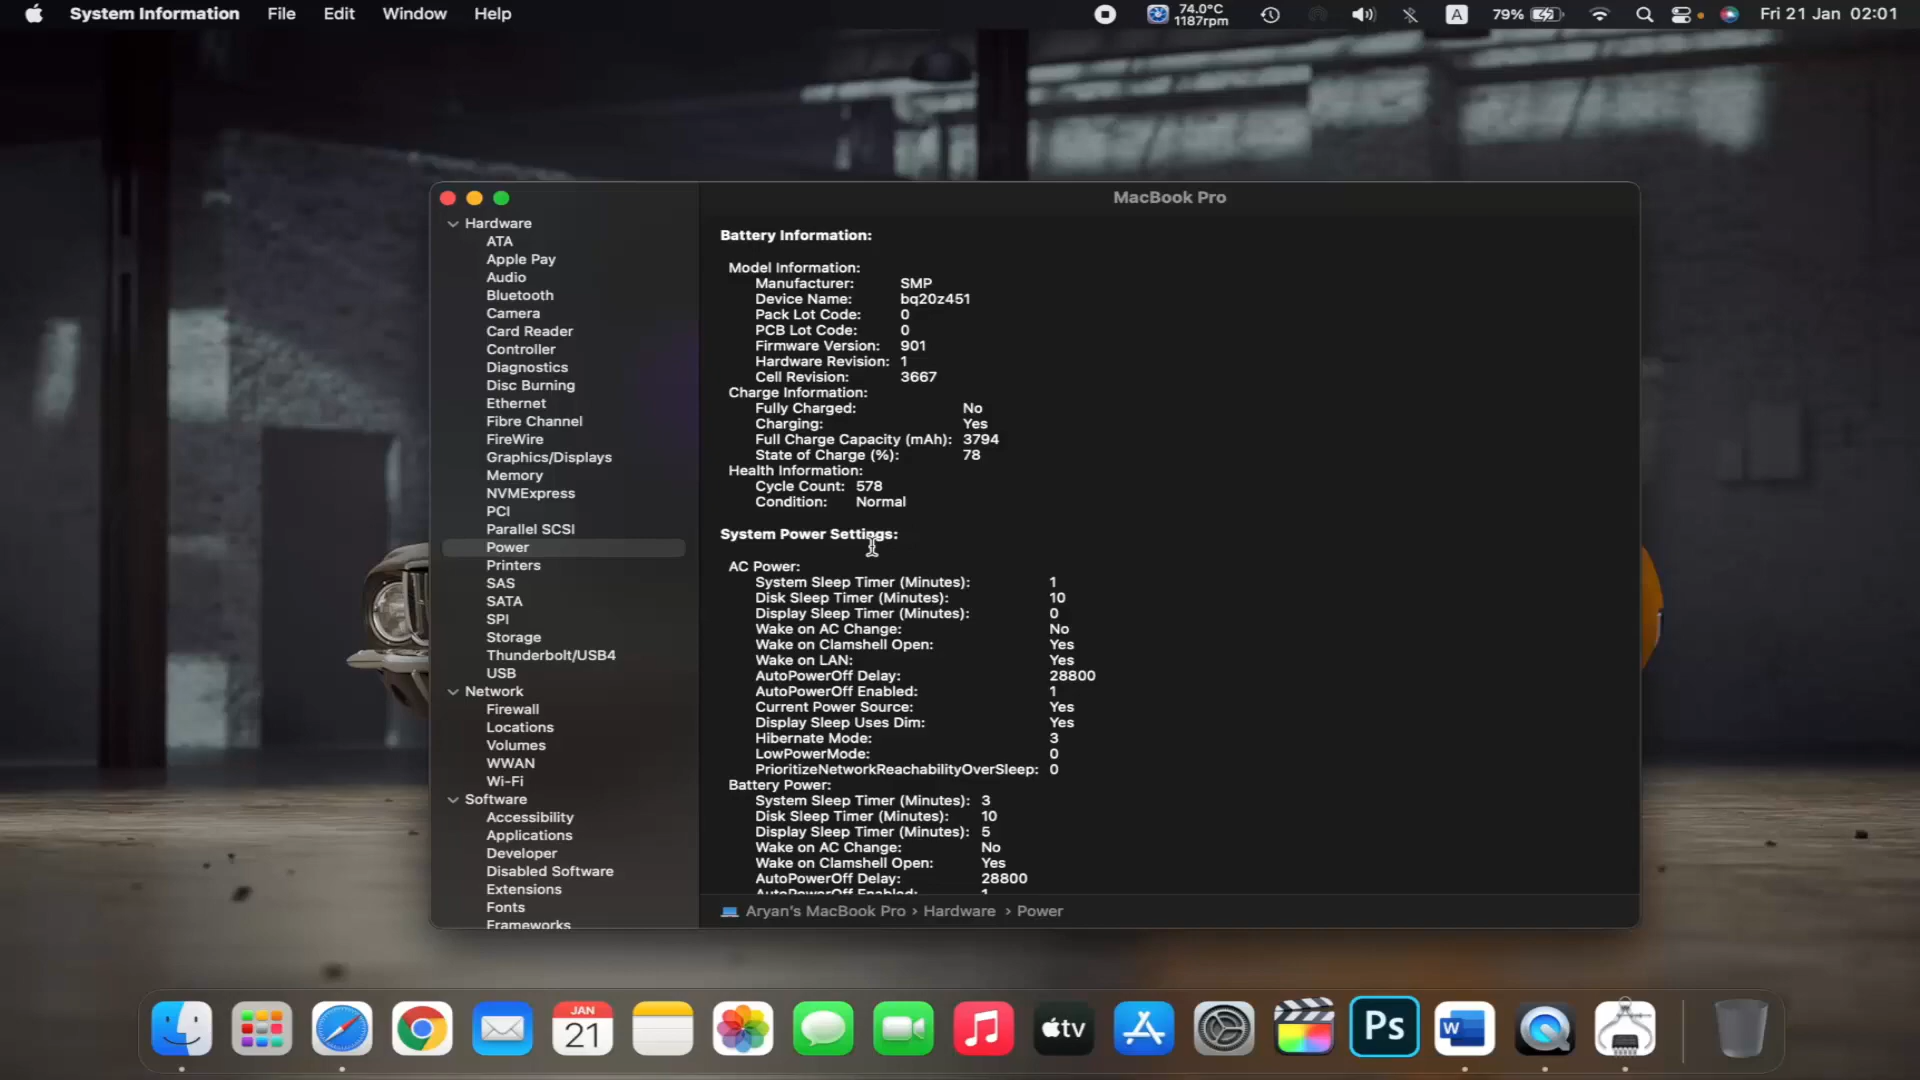 System Information File Edit Window Help
74.0°C
1187rpm
A
79%
Fri 21 Jan 02:01
MacBook Pro
Hardware
ATA
Apple Pay
Audio
Bluetooth
Camera
Card Reader
Controller
Diagnostics
Disc Burning
Ethernet
Fibre Channel
FireWire
Graphics/Displays
Memory
NVMExpress
PCI
Parallel SCSI
Power
Printers
SAS
SATA
SPI
Storage
Thunderbolt/USB4
USB
Network
Firewall
Locations
Volumes
WWAN
Wi-Fi
Software
Accessibility
Applications
Developer
Disabled Software
Extensions
Fonts
Frameworks
Battery Information:
Model Information:
Manufacturer: SMP
Device Name: bq20z451
Pack Lot Code: 0
PCB Lot Code: 0
Firmware Version: 901
Hardware Revision: 1
Cell Revision: 3667
Charge Information:
Fully Charged: No
Charging: Yes
Full Charge Capacity (mAh): 3794
State of Charge (%): 78
Health Information:
Cycle Count: 578
Condition: Normal
System Power Settings:
AC Power:
System Sleep Timer (Minutes): 1
Disk Sleep Timer (Minutes): 10
Display Sleep Timer (Minutes): 0
Wake on AC Change: No
Wake on Clamshell Open: Yes
Wake on LAN: Yes
AutoPowerOff Delay: 28800
AutoPowerOff Enabled: 1
Current Power Source: Yes
Display Sleep Uses Dim: Yes
Hibernate Mode: 3
LowPowerMode: 0
PrioritizeNetworkReachabilityOverSleep: 0
Battery Power:
System Sleep Timer (Minutes): 3
Disk Sleep Timer (Minutes): 10
Display Sleep Timer (Minutes): 5
Wake on AC Change: No
Wake on Clamshell Open: Yes
AutoPowerOff Delay: 28800
AutoPowerOff Enabled: 1
Aryan's MacBook Pro › Hardware › Power
JAN
21
tv
Ps
W